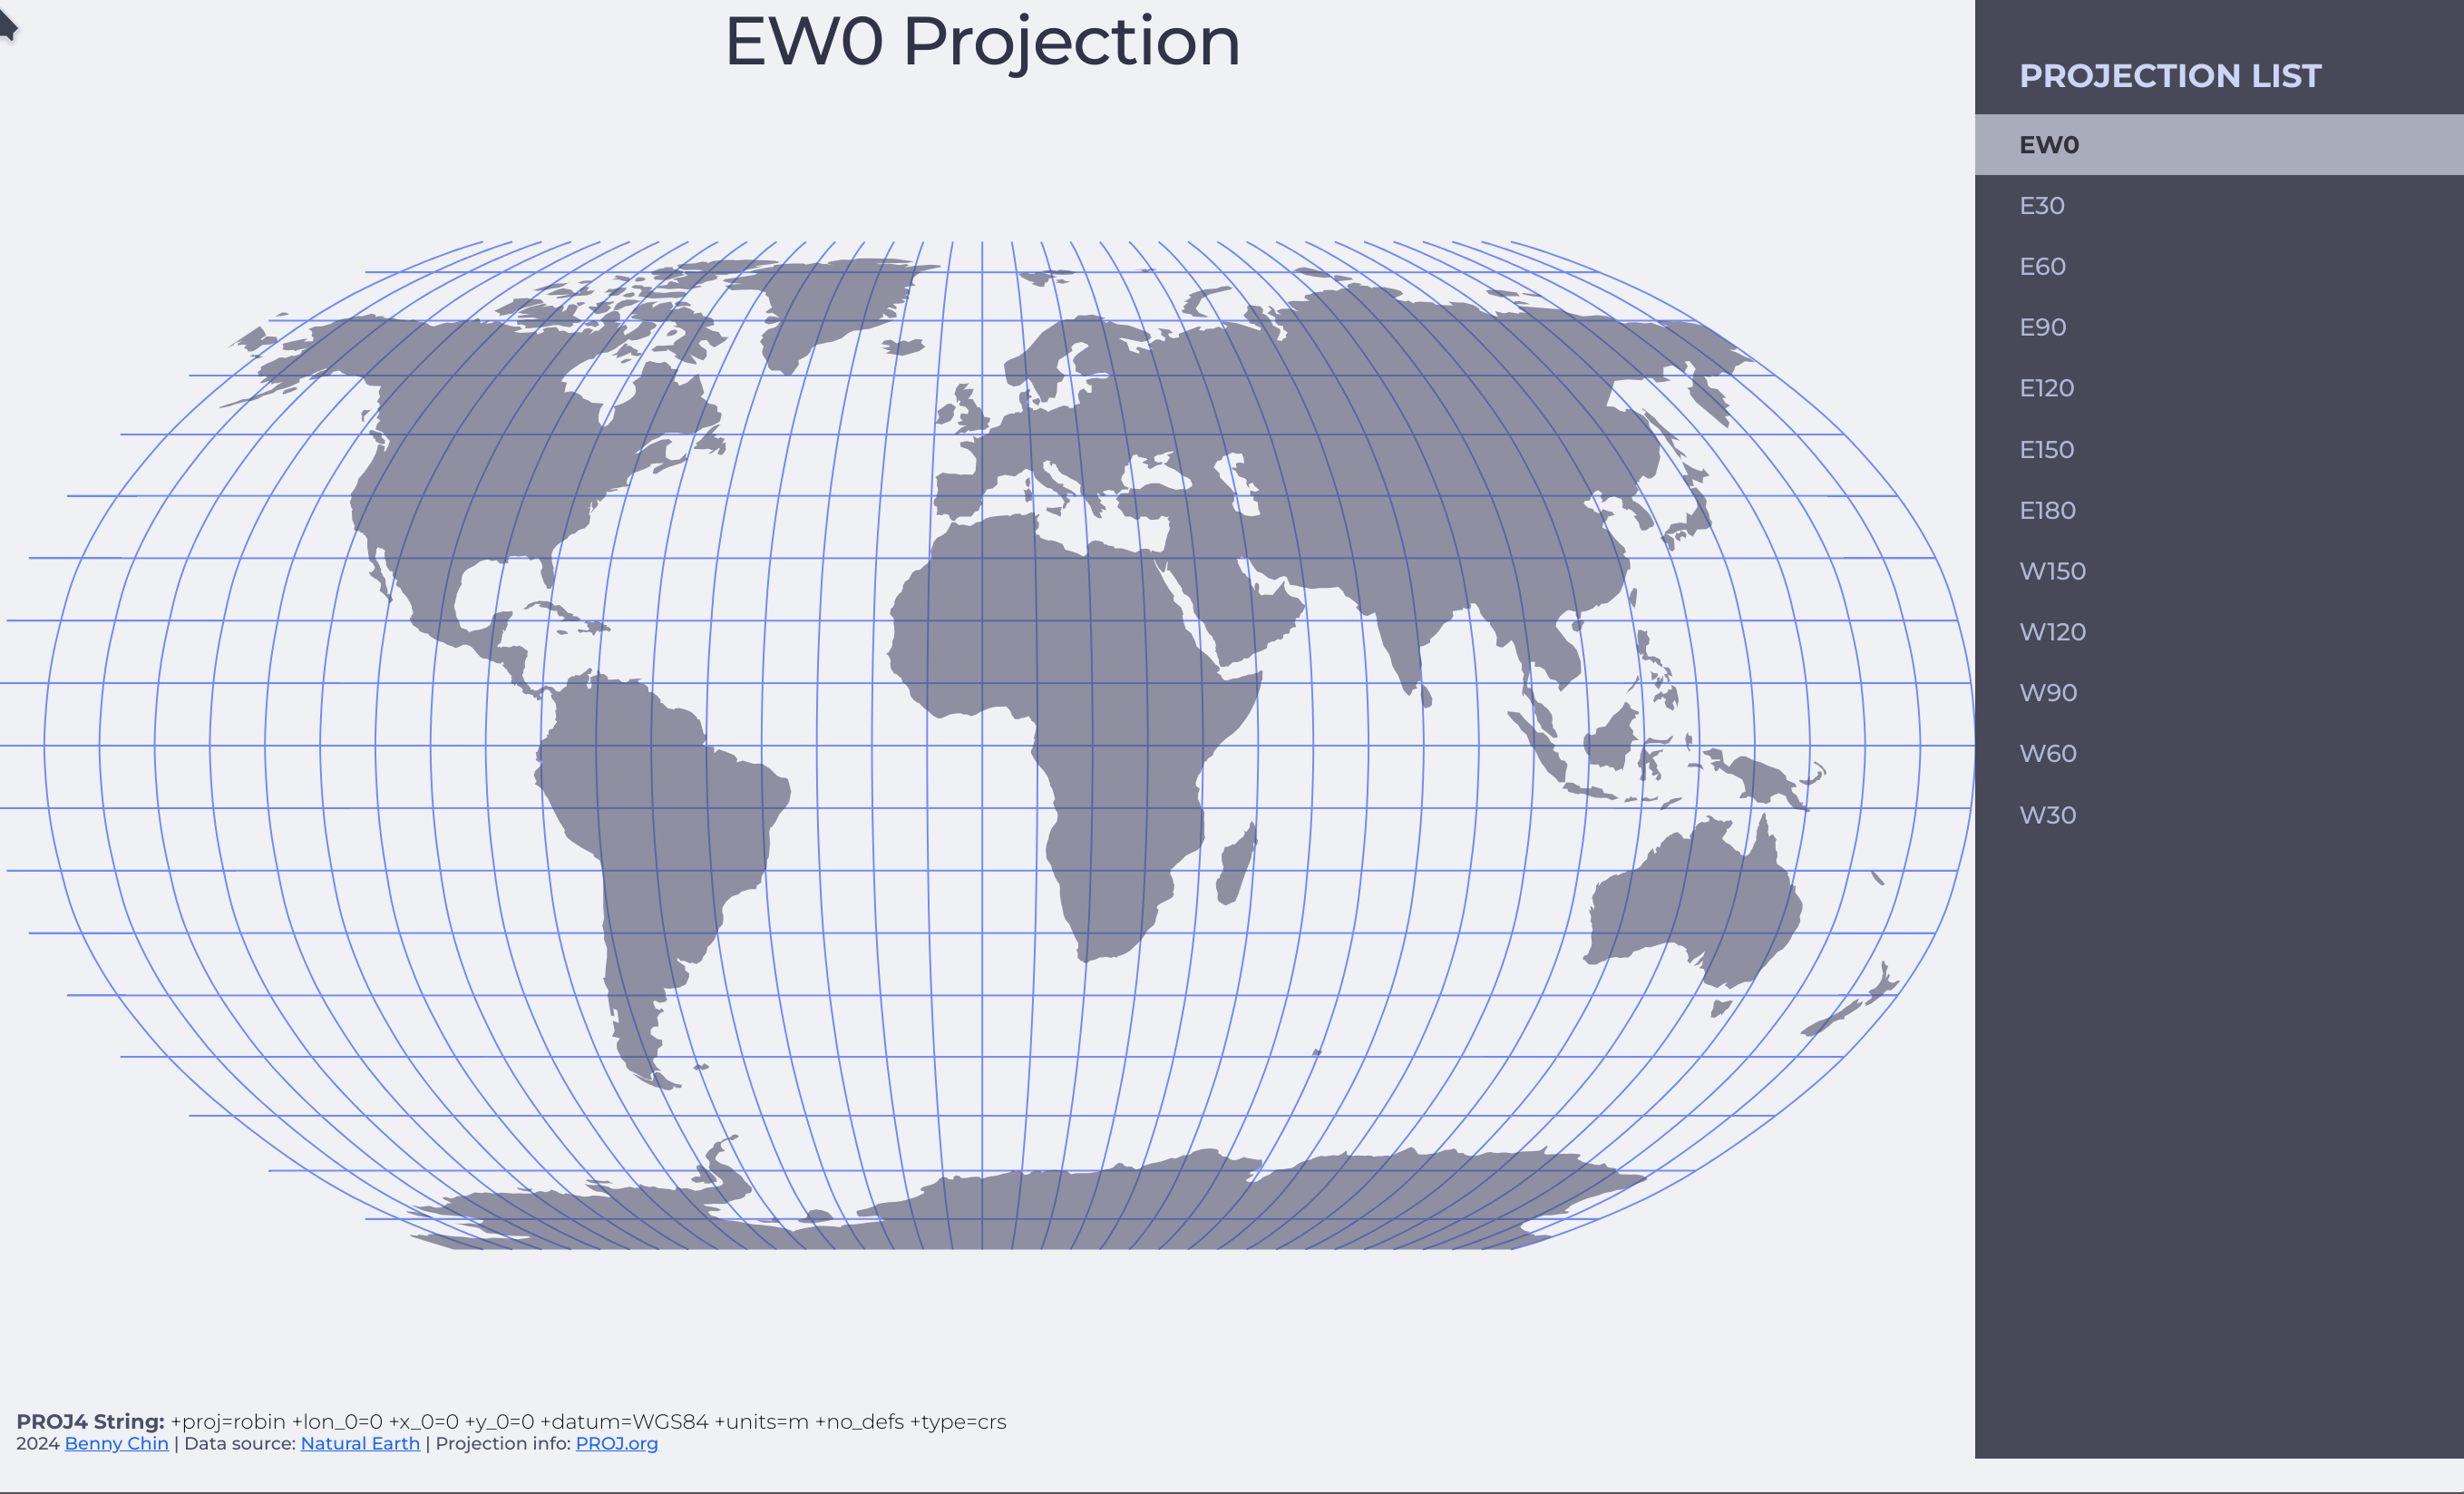 EW0 Projection
PROJECTION LIST
EW0
E30
E60
E90
E120
E150
E180
W150
W120
W90
W60
W30
PROJ4 String: +proj=robin +lon_0=0 +x_0=0 +y_0=0 +datum=WGS84 +units=m +no_defs +type=crs
2024 Benny Chin | Data source: Natural Earth | Projection info: PROJ.org